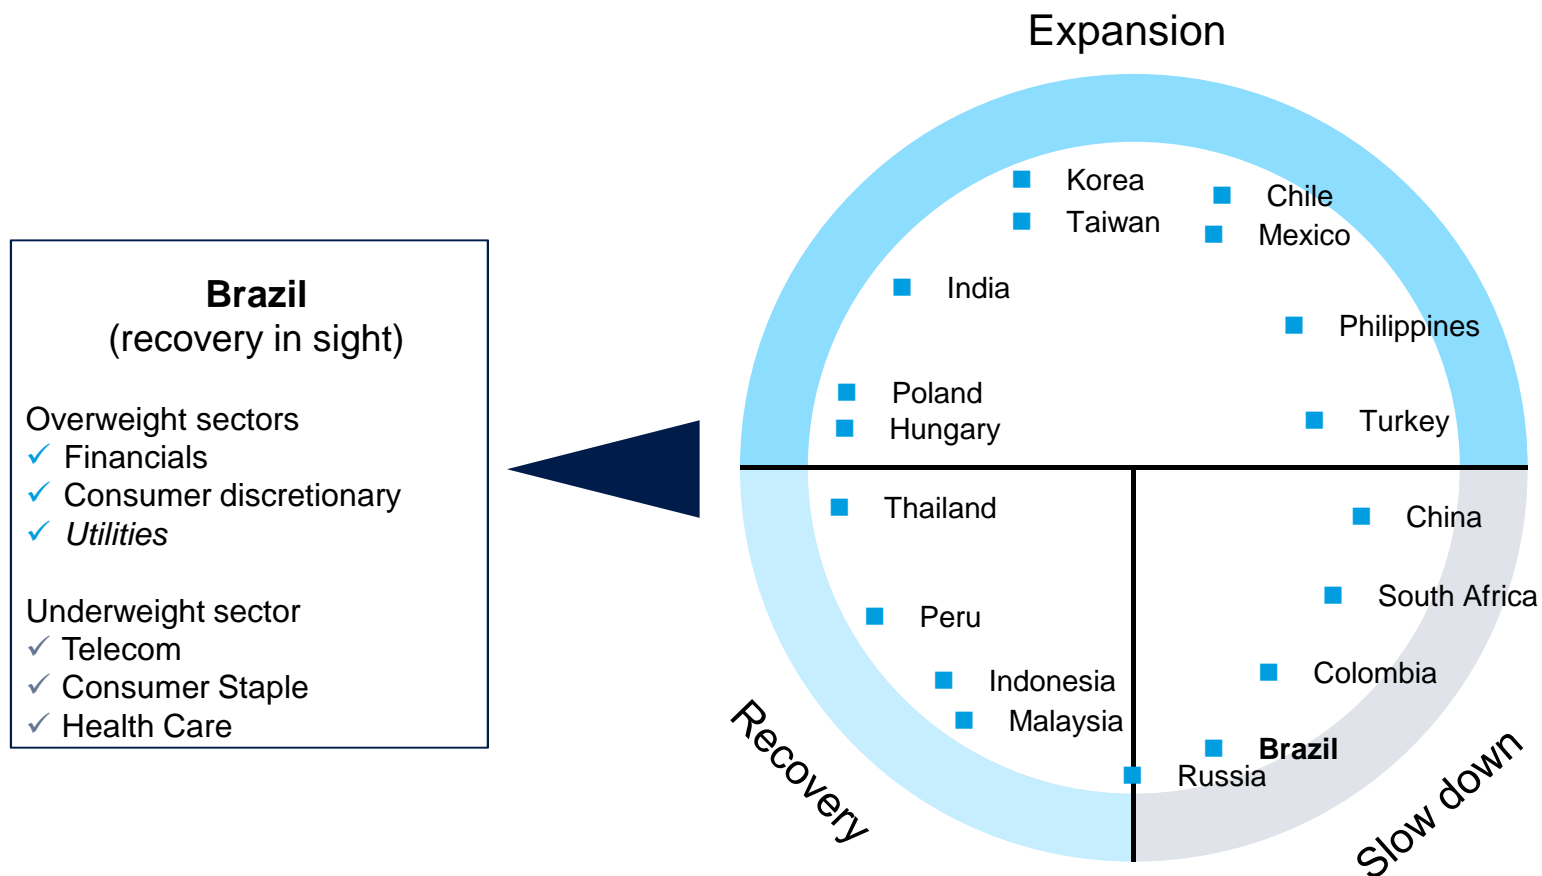 Expansion
Korea
Chile
Taiwan
Mexico
India
Philippines
Poland
Turkey
Hungary
Thailand
China
South Africa
Peru
Colombia
Indonesia
Malaysia
Brazil
Russia
Recovery
Slow down
Brazil
(recovery in sight)
Overweight sectors
✓ Financials
✓ Consumer discretionary
✓ Utilities
Underweight sector
✓ Telecom
✓ Consumer Staple
✓ Health Care